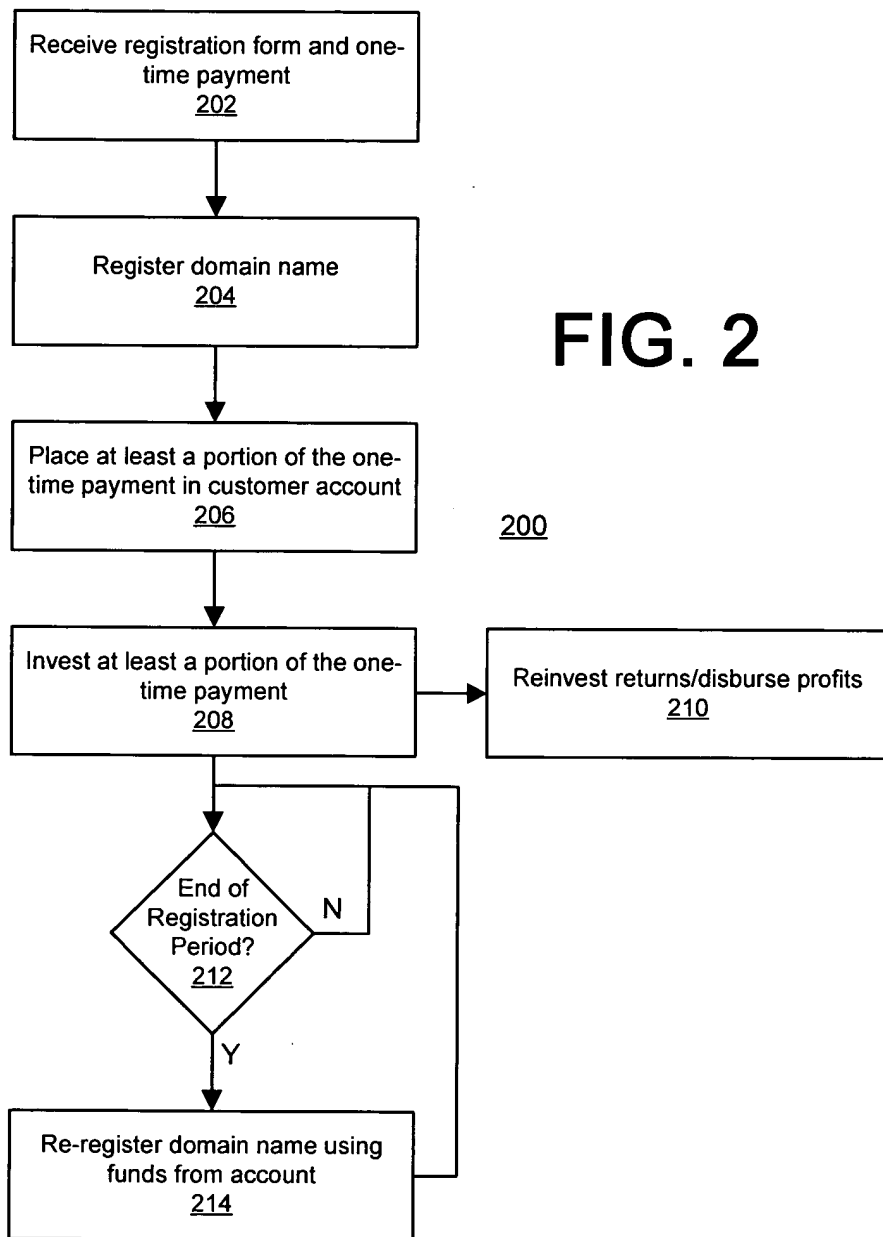 Receive registration form and one-
time payment
202
Register domain name
204
FIG. 2
Place at least a portion of the one-
time payment in customer account
206
200
Invest at least a portion of the one-
time payment
208
Reinvest returns/disburse profits
210
End of
Registration
Period?
212
N
Y
Re-register domain name using
funds from account
214